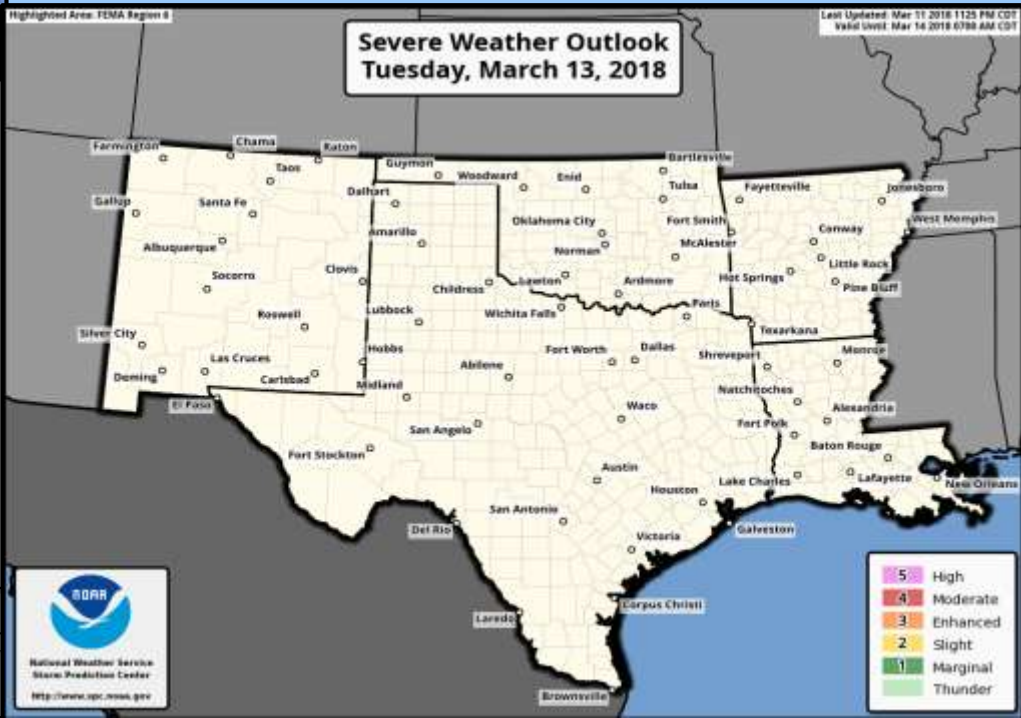 Highlighted Area: FEMA Region 6
Last Updated: Mar 11 2018 1125 PM CDT
Valid Until: Mar 14 2018 0700 AM CDT
Severe Weather Outlook
Tuesday, March 13, 2018
Farmington
Chama
Raton
Taos
Guymon
Woodward
Enid
Bartlesville
Tulsa
Fayetteville
Jonesboro
Gallup
Santa Fe
Dalhart
Oklahoma City
Fort Smith
West Memphis
Albuquerque
Amarillo
Norman
McAlester
Conway
Little Rock
Socorro
Clovis
Childress
Lawton
Ardmore
Hot Springs
Pine Bluff
Roswell
Lubbock
Wichita Falls
Paris
Texarkana
Silver City
Las Cruces
Hobbs
Abilene
Fort Worth
Dallas
Shreveport
Monroe
Deming
Carlsbad
Midland
Natchitoches
El Paso
San Angelo
Waco
Fort Polk
Alexandria
Fort Stockton
Baton Rouge
Austin
Houston
Lake Charles
Lafayette
New Orleans
Del Rio
San Antonio
Galveston
Victoria
Laredo
Corpus Christi
Brownsville
NOAA
National Weather Service
Storm Prediction Center
http://www.spc.noaa.gov
5 High
4 Moderate
3 Enhanced
2 Slight
1 Marginal
Thunder